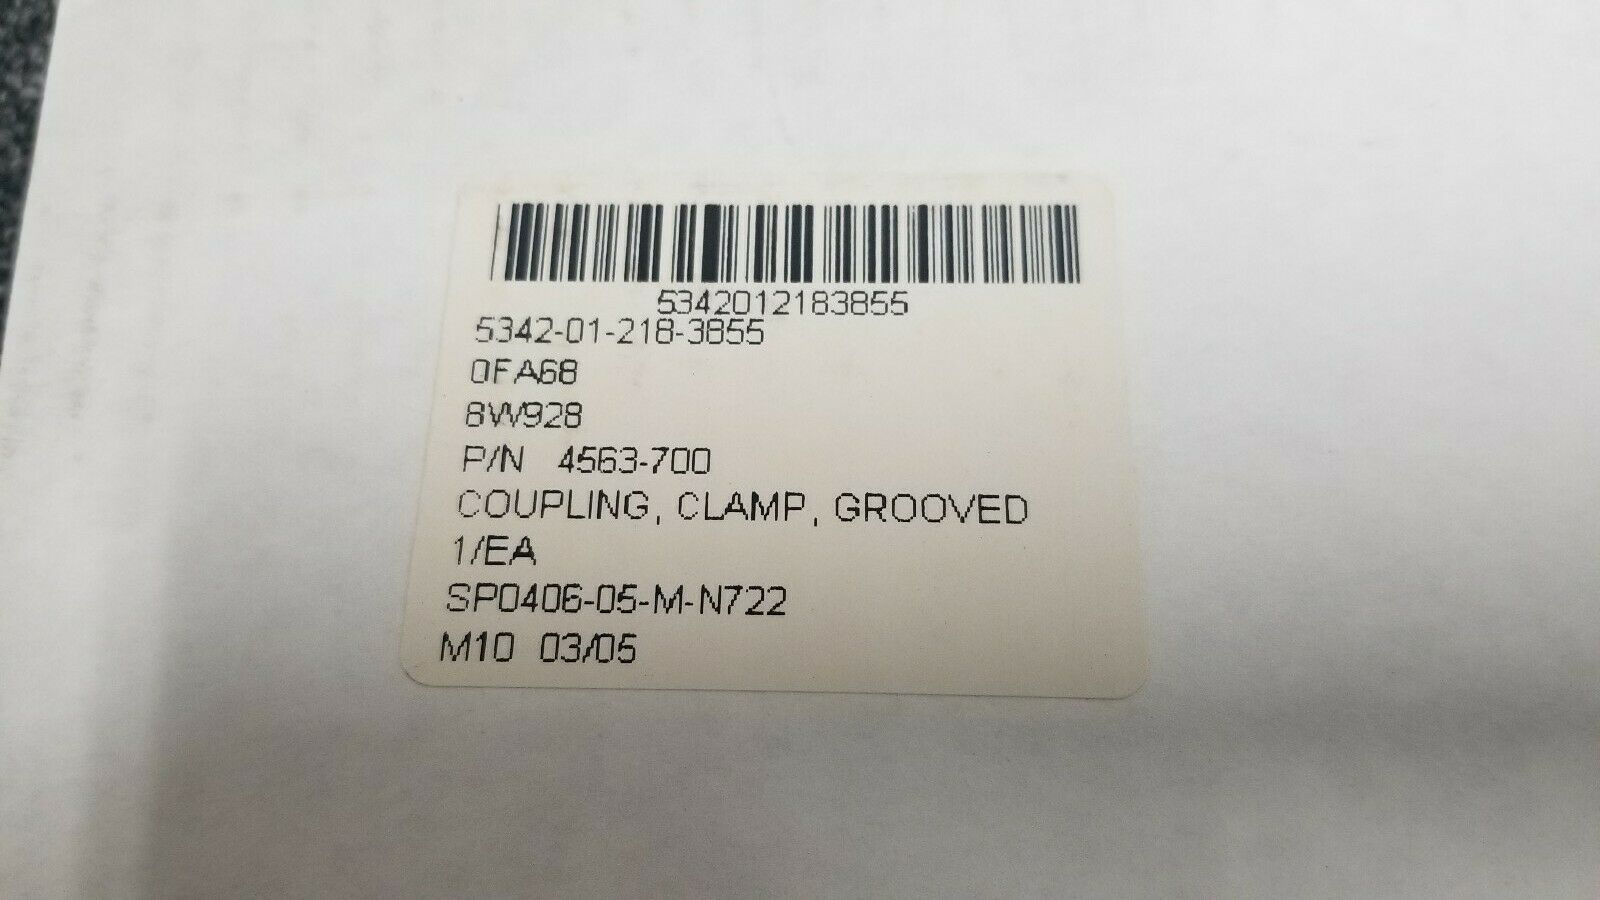 5342012183855
5342-01-218-3855
0FA68
8W928
P/N 4563-700
COUPLING, CLAMP, GROOVED
1/EA
SP0406-05-M-N722
M10 03/05